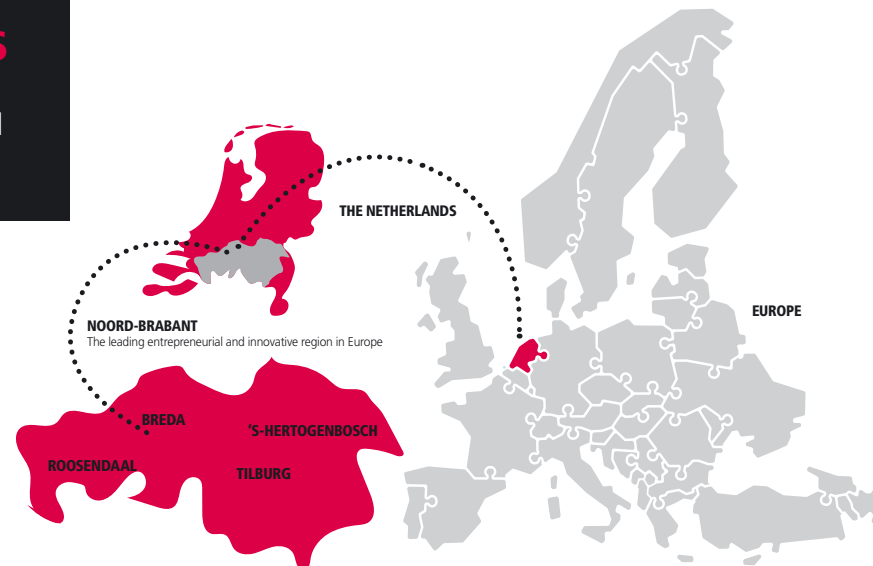 S
THE NETHERLANDS
EUROPE
NOORD-BRABANT
The leading entrepreneurial and innovative region in Europe
BREDA
‘S-HERTOGENBOSCH
ROOSENDAAL
TILBURG